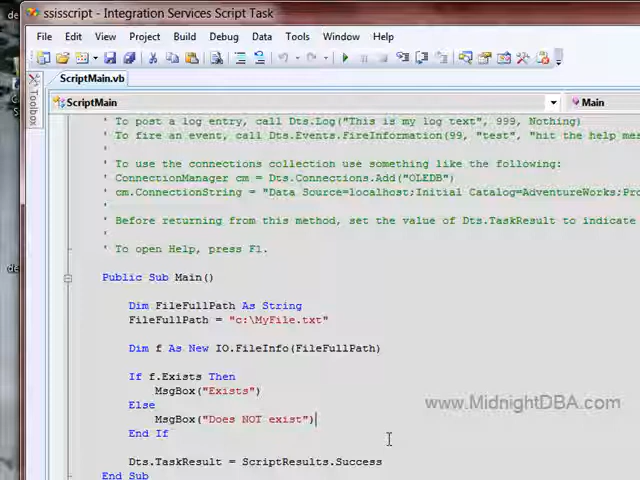 ssisscript - Integration Services Script Task
File Edit View Project Build Debug Data Tools Window Help
Toolbox
ScriptMain.vb
ScriptMain Main
' To post a log entry, call Dts.Log("This is my log text", 999, Nothing)
' To fire an event, call Dts.Events.FireInformation(99, "test", "hit the help mes
'
' To use the connections collection use something like the following:
' ConnectionManager cm = Dts.Connections.Add("OLEDB")
' cm.ConnectionString = "Data Source=localhost;Initial Catalog=AdventureWorks;Pro
'
' Before returning from this method, set the value of Dts.TaskResult to indicate
'
' To open Help, press F1.
Public Sub Main()
Dim FileFullPath As String
FileFullPath = "c:\MyFile.txt"
Dim f As New IO.FileInfo(FileFullPath)
If f.Exists Then
MsgBox("Exists")
Else
MsgBox("Does NOT exist")
End If
www.MidnightDBA.com
Dts.TaskResult = ScriptResults.Success
End Sub